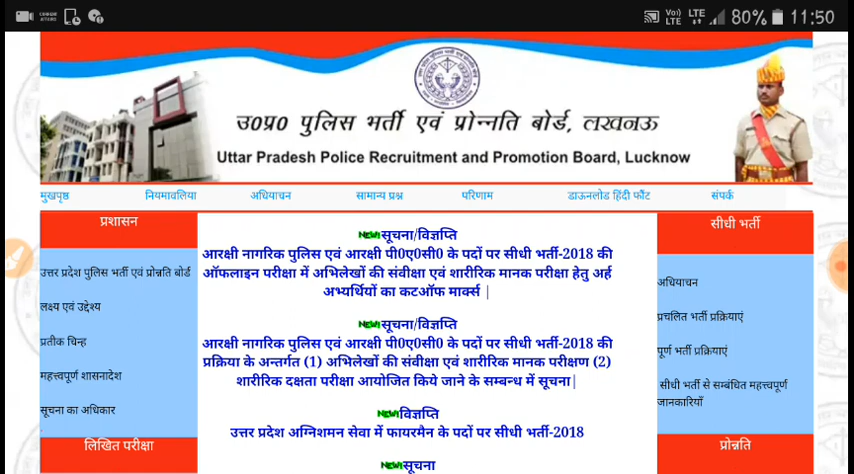 80% 11:50
उ0प्र0 पुलिस भर्ती एवं प्रोन्नति बोर्ड, लखनऊ
Uttar Pradesh Police Recruitment and Promotion Board, Lucknow
मुखपृष्ठ नियमावलिया अधियाचन सामान्य प्रश्न परिणाम डाउनलोड हिंदी फौंट संपर्क
प्रशासन
उत्तर प्रदेश पुलिस भर्ती एवं प्रोन्नति बोर्ड
लक्ष्य एवं उद्देश्य
प्रतीक चिन्ह
महत्त्वपूर्ण शासनादेश
सूचना का अधिकार
लिखित परीक्षा
NEW! सूचना/विज्ञप्ति
आरक्षी नागरिक पुलिस एवं आरक्षी पी0ए0सी0 के पदों पर सीधी भर्ती-2018 की
ऑफलाइन परीक्षा में अभिलेखों की संवीक्षा एवं शारीरिक मानक परीक्षा हेतु अर्ह
अभ्यर्थियों का कटऑफ मार्क्स |
NEW! सूचना/विज्ञप्ति
आरक्षी नागरिक पुलिस एवं आरक्षी पी0ए0सी0 के पदों पर सीधी भर्ती-2018 की
प्रक्रिया के अन्तर्गत (1) अभिलेखों की संवीक्षा एवं शारीरिक मानक परीक्षण (2)
शारीरिक दक्षता परीक्षा आयोजित किये जाने के सम्बन्ध में सूचना|
NEW! विज्ञप्ति
उत्तर प्रदेश अग्निशमन सेवा में फायरमैन के पदों पर सीधी भर्ती-2018
NEW! सूचना
सीधी भर्ती
अधियाचन
प्रचलित भर्ती प्रक्रियाएं
पूर्ण भर्ती प्रक्रियाएं
सीधी भर्ती से सम्बंधित महत्त्वपूर्ण
जानकारियाँ
प्रोन्नति